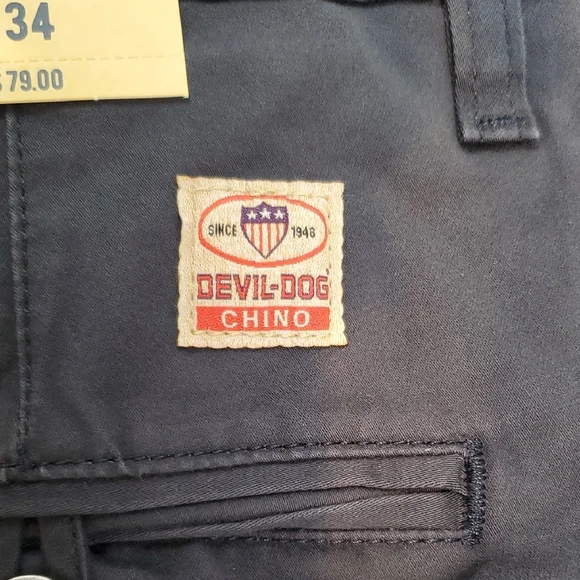 34
$79.00
SINCE 1948
DEVIL-DOG
CHINO